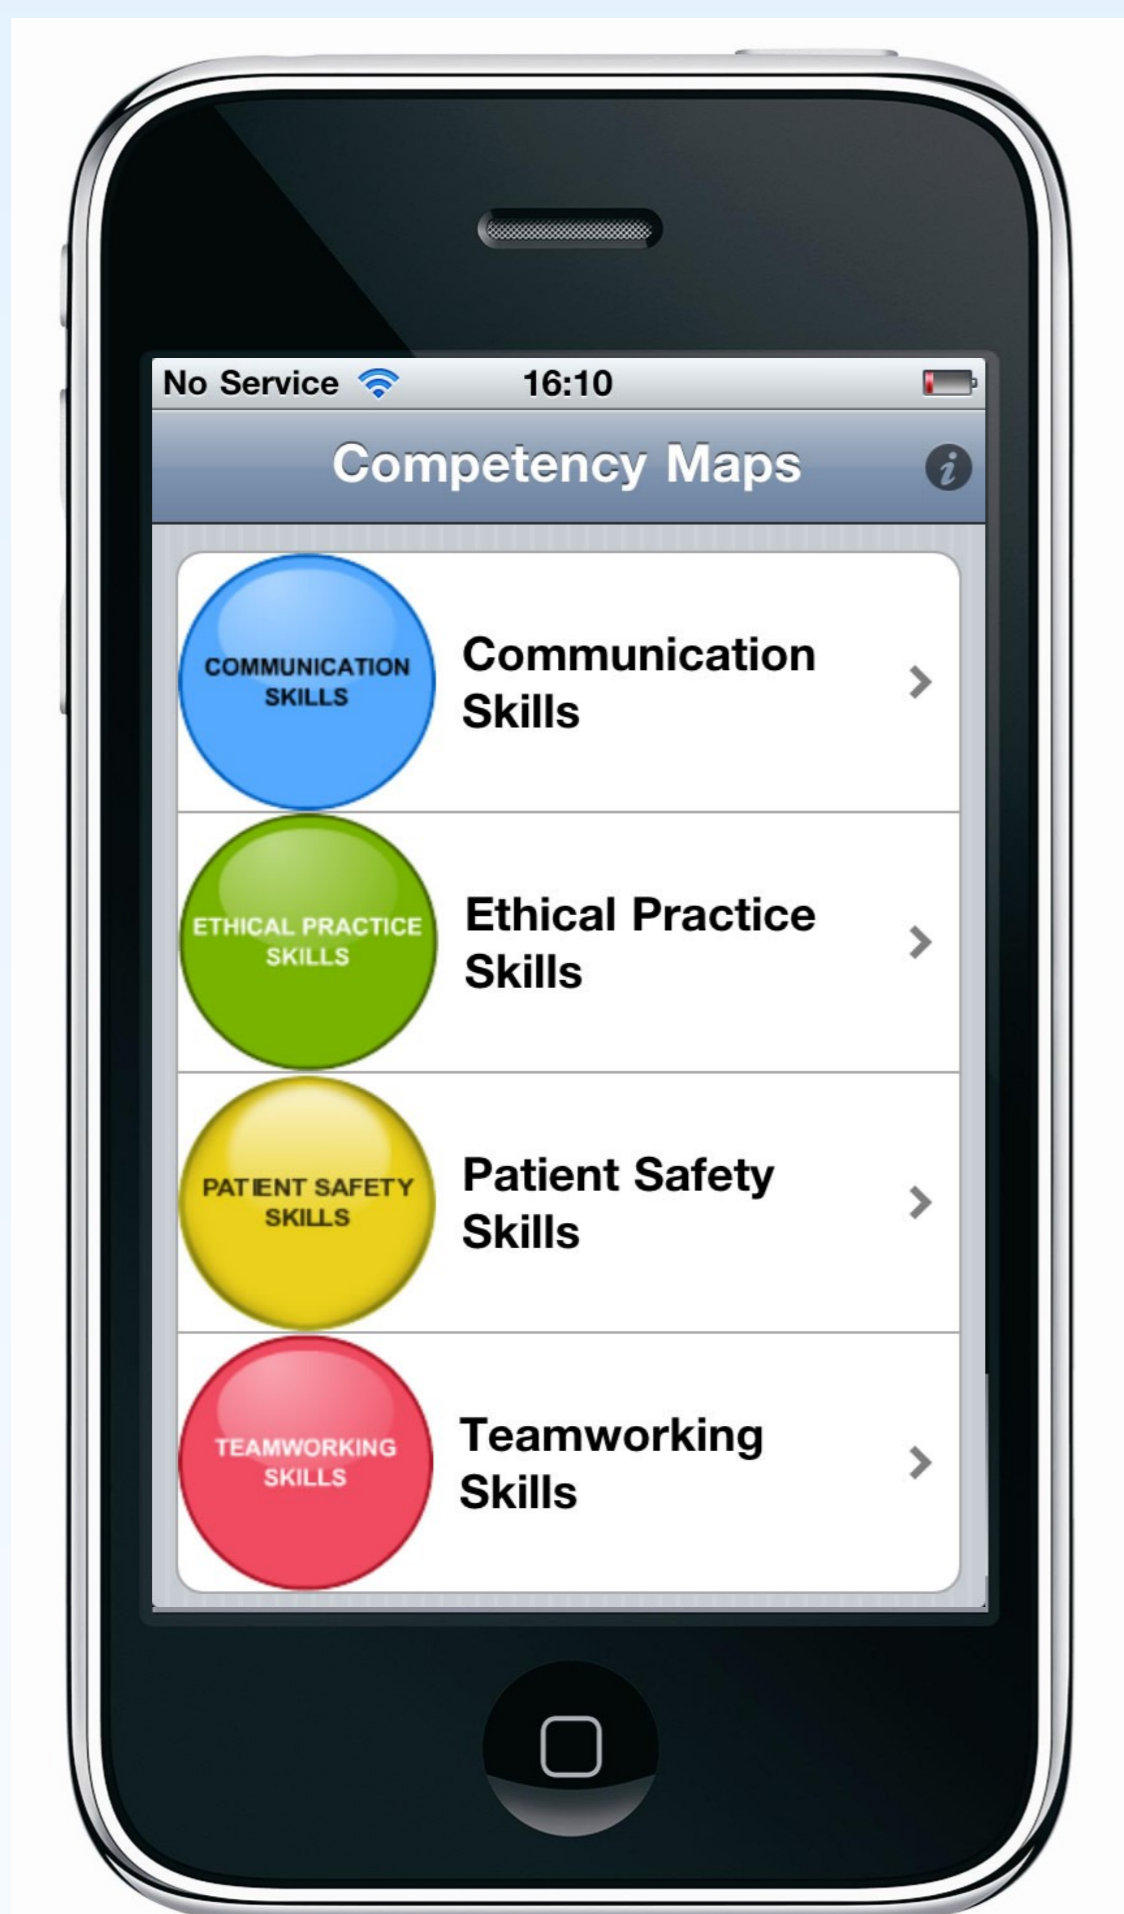 No Service 16:10
Competency Maps
COMMUNICATION
SKILLS
Communication
Skills
ETHICAL PRACTICE
SKILLS
Ethical Practice
Skills
PATIENT SAFETY
SKILLS
Patient Safety
Skills
TEAMWORKING
SKILLS
Teamworking
Skills